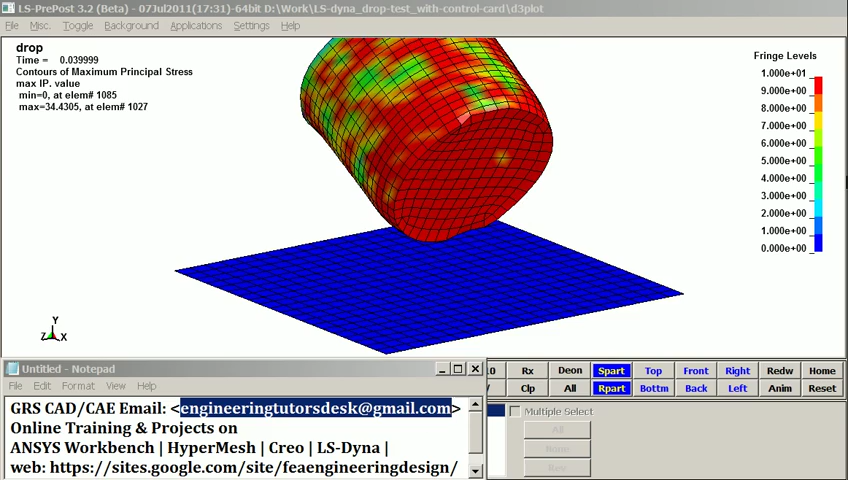 LS-PrePost 3.2 (Beta) - 07Jul2011(17:31)-64bit D:\Work\LS-dyna_drop-test_with-control-card\d3plot
File Misc. Toggle Background Applications Settings Help
drop
Time = 0.039999
Contours of Maximum Principal Stress
max IP. value
min=0, at elem# 1085
max=34.4305, at elem# 1027
Fringe Levels
1.000e+01
9.000e+00
8.000e+00
7.000e+00
6.000e+00
5.000e+00
4.000e+00
3.000e+00
2.000e+00
1.000e+00
0.000e+00
Y
Z X
Untitled - Notepad
File Edit Format View Help
GRS CAD/CAE Email: <engineeringtutorsdesk@gmail.com>
Online Training & Projects on
ANSYS Workbench | HyperMesh | Creo | LS-Dyna |
web: https://sites.google.com/site/feaengineeringdesign/
.0 Rx Deon Spart Top Front Right Redw Home
/ Clp All Rpart Bottm Back Left Anim Reset
Multiple Select
All
None
Rev